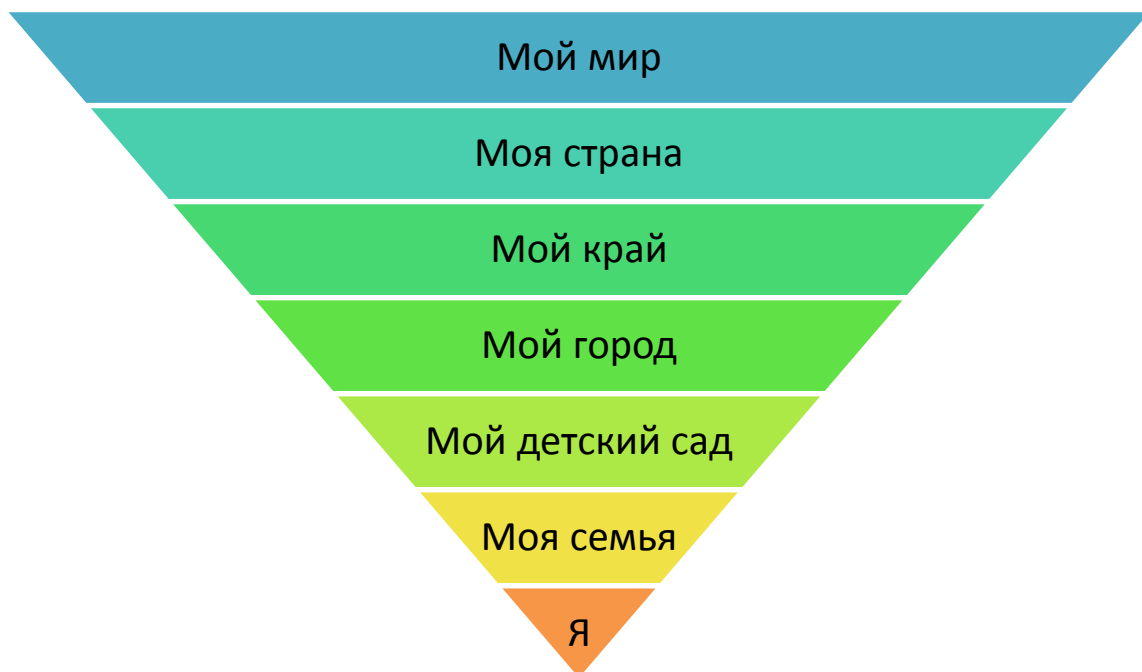 Мой мир
Моя страна
Мой край
Мой город
Мой детский сад
Моя семья
Я